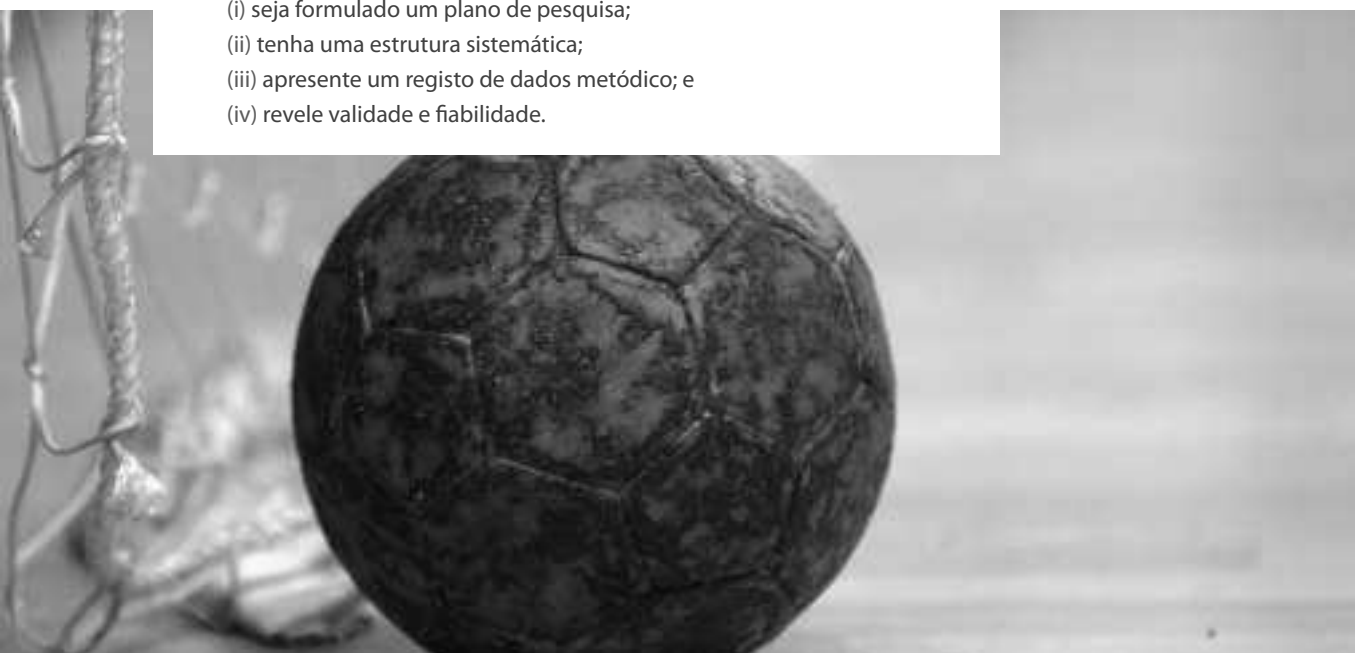 (i) seja formulado um plano de pesquisa;
(ii) tenha uma estrutura sistemática;
(iii) apresente um registo de dados metódico; e
(iv) revele validade e fiabilidade.